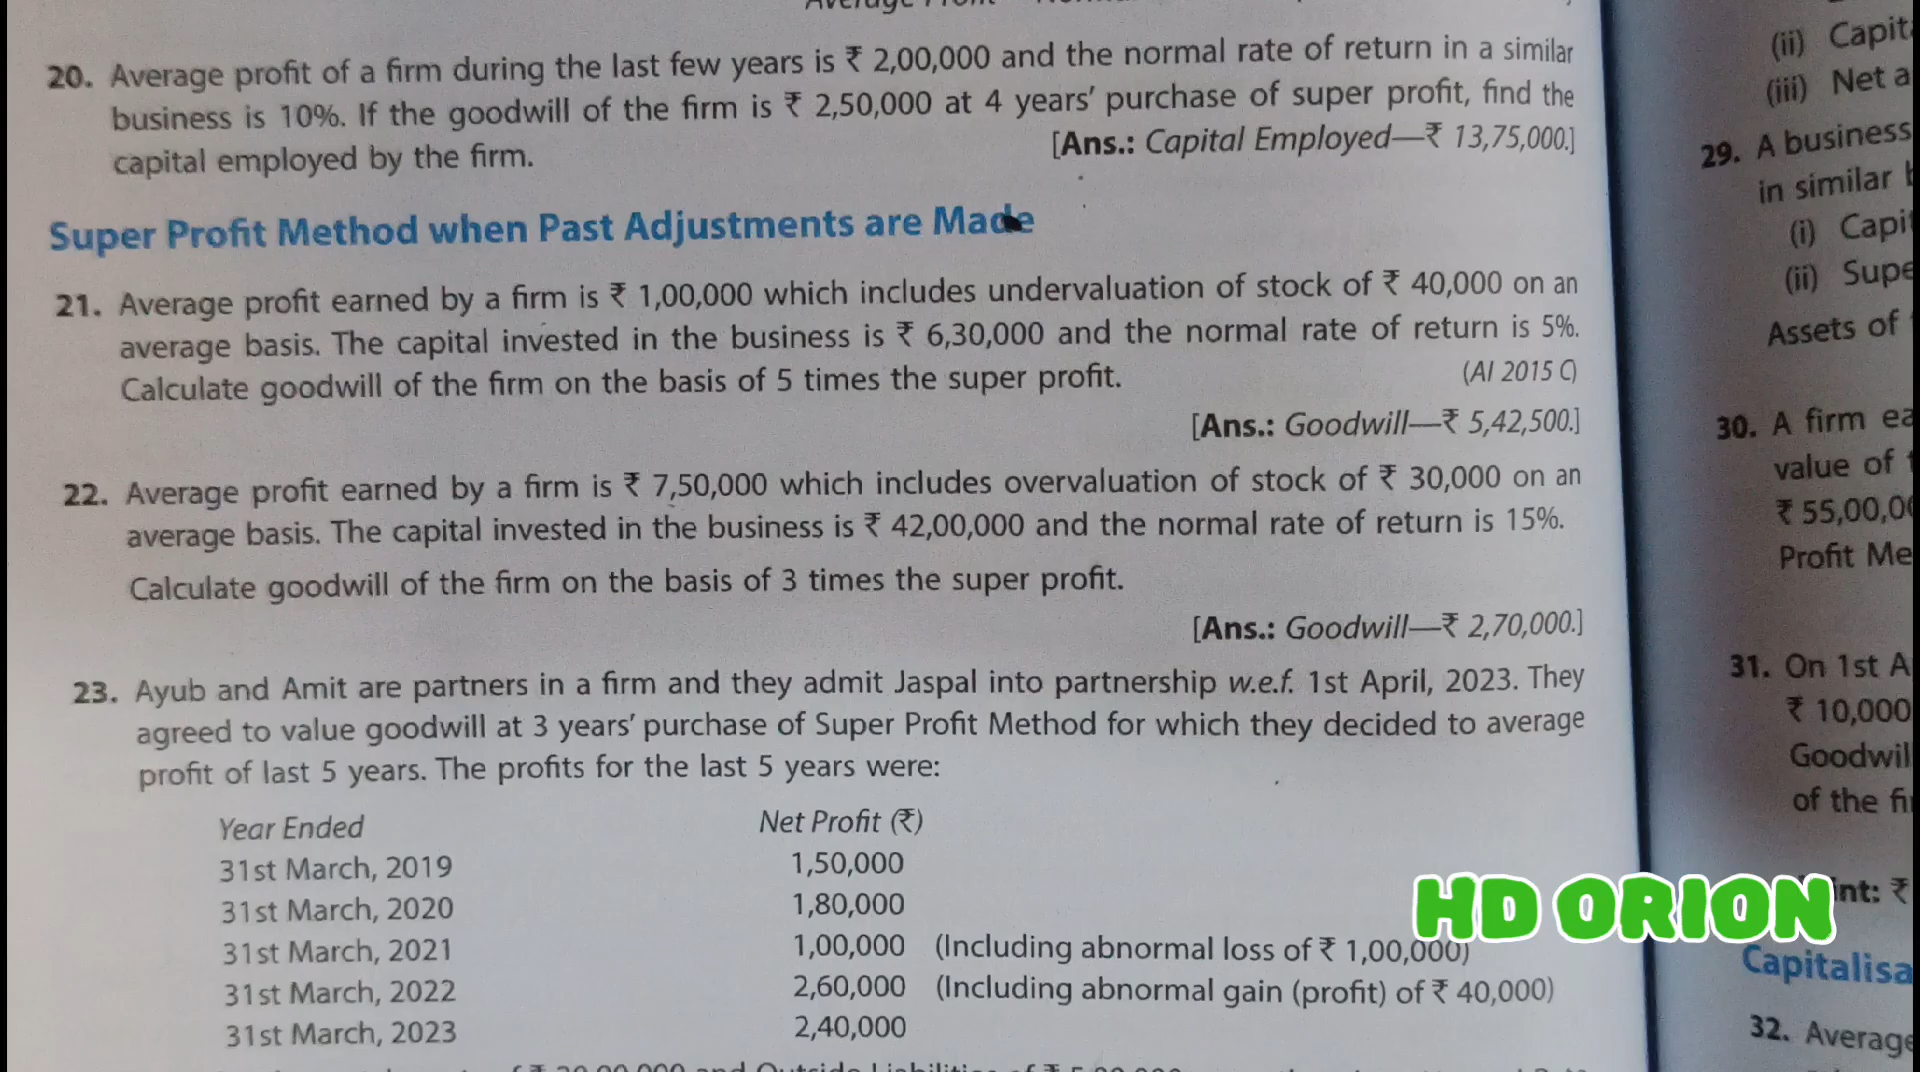 20. Average profit of a firm during the last few years is ₹ 2,00,000 and the normal rate of return in a similar
business is 10%. If the goodwill of the firm is ₹ 2,50,000 at 4 years' purchase of super profit, find the
capital employed by the firm. [Ans.: Capital Employed—₹ 13,75,000.]
Super Profit Method when Past Adjustments are Made
21. Average profit earned by a firm is ₹ 1,00,000 which includes undervaluation of stock of ₹ 40,000 on an
average basis. The capital invested in the business is ₹ 6,30,000 and the normal rate of return is 5%.
Calculate goodwill of the firm on the basis of 5 times the super profit. (AI 2015 C)
[Ans.: Goodwill—₹ 5,42,500.]
22. Average profit earned by a firm is ₹ 7,50,000 which includes overvaluation of stock of ₹ 30,000 on an
average basis. The capital invested in the business is ₹ 42,00,000 and the normal rate of return is 15%.
Calculate goodwill of the firm on the basis of 3 times the super profit.
[Ans.: Goodwill—₹ 2,70,000.]
23. Ayub and Amit are partners in a firm and they admit Jaspal into partnership w.e.f. 1st April, 2023. They
agreed to value goodwill at 3 years' purchase of Super Profit Method for which they decided to average
profit of last 5 years. The profits for the last 5 years were:
Year Ended Net Profit (₹)
31st March, 2019 1,50,000
31st March, 2020 1,80,000
31st March, 2021 1,00,000 (Including abnormal loss of ₹ 1,00,000)
31st March, 2022 2,60,000 (Including abnormal gain (profit) of ₹ 40,000)
31st March, 2023 2,40,000
(ii)
(iii) Net
29. A business
in similar
(i)
(ii)
Assets of
30. A firm
value of
₹ 55,00,0
Profit
31. On 1st
₹ 10,000
of the
HD ORION
32.